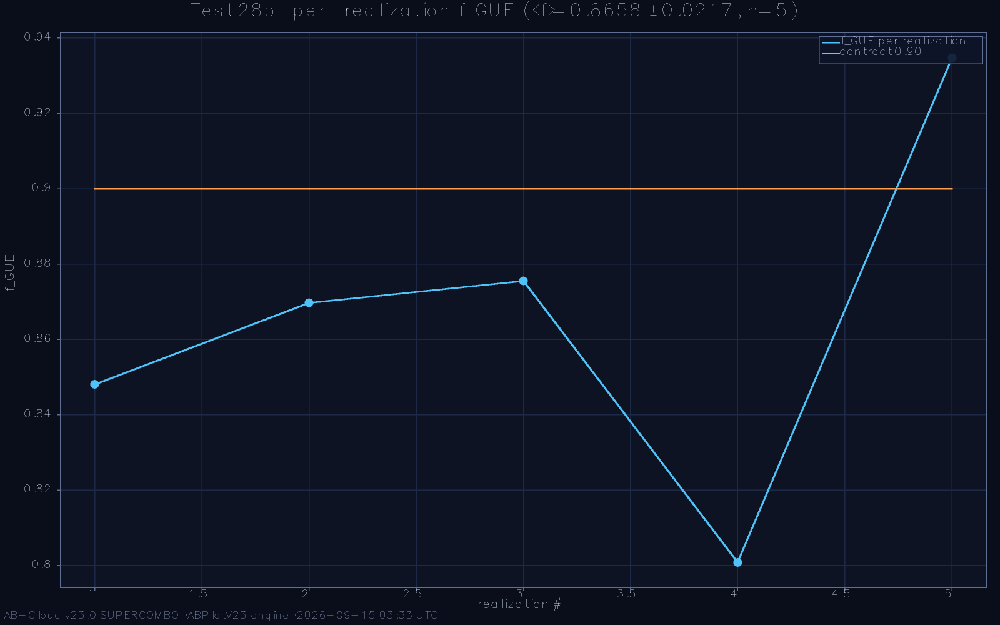 Test28b per-realization f_GUE (<f>=0.8658 ±0.0217, n=5)
f_GUE per realization
contract 0.90
0.94
0.92
0.9
0.88
0.86
0.84
0.82
0.8
f_GUE
1 1.5 2 2.5 3 3.5 4 4.5 5
realization #
AB-Cloud v23.0 SUPERCOMBO · ABPlotV23 engine · 2026-09-15 03:33 UTC